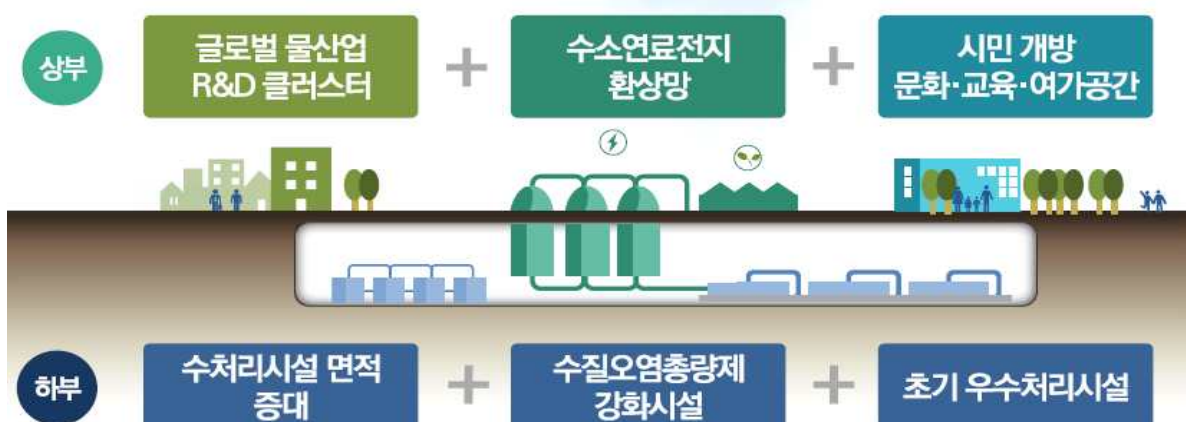 상부
글로벌 물산업
R&D 클러스터
+
수소연료전지
환상망
+
시민 개방
문화·교육·여가공간
하부
수처리시설 면적
증대
+
수질오염총량제
강화시설
+
초기 우수처리시설